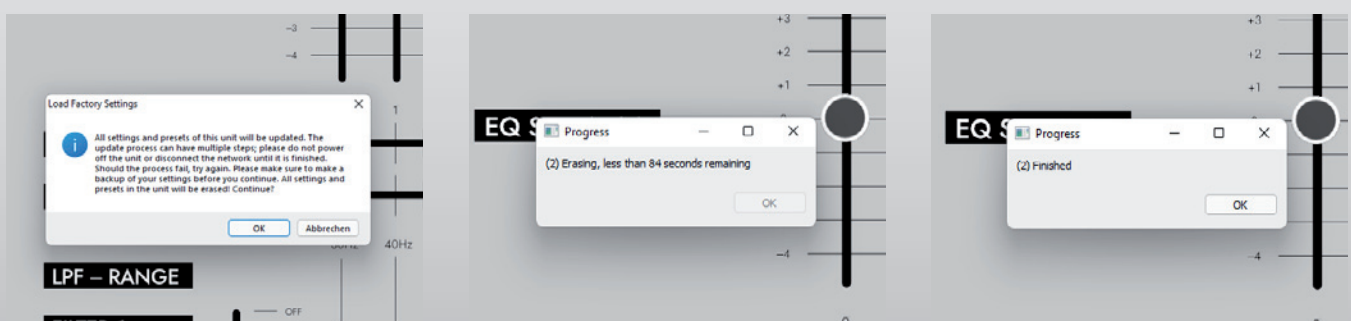 −3
−4
Load Factory Settings
1
All settings and presets of this unit will be updated. The
update process can have multiple steps; please do not power
off the unit or disconnect the network until it is finished.
Should the process fail, try again. Please make sure to make a
backup of your settings before you continue. All settings and
presets in the unit will be erased! Continue?
OK
Abbrechen
40Hz
LPF – RANGE
OFF
+3
+2
+1
EQ S
Progress
(2) Erasing, less than 84 seconds remaining
OK
−4
+3
+2
+1
EQ S
Progress
(2) Finished
OK
−4